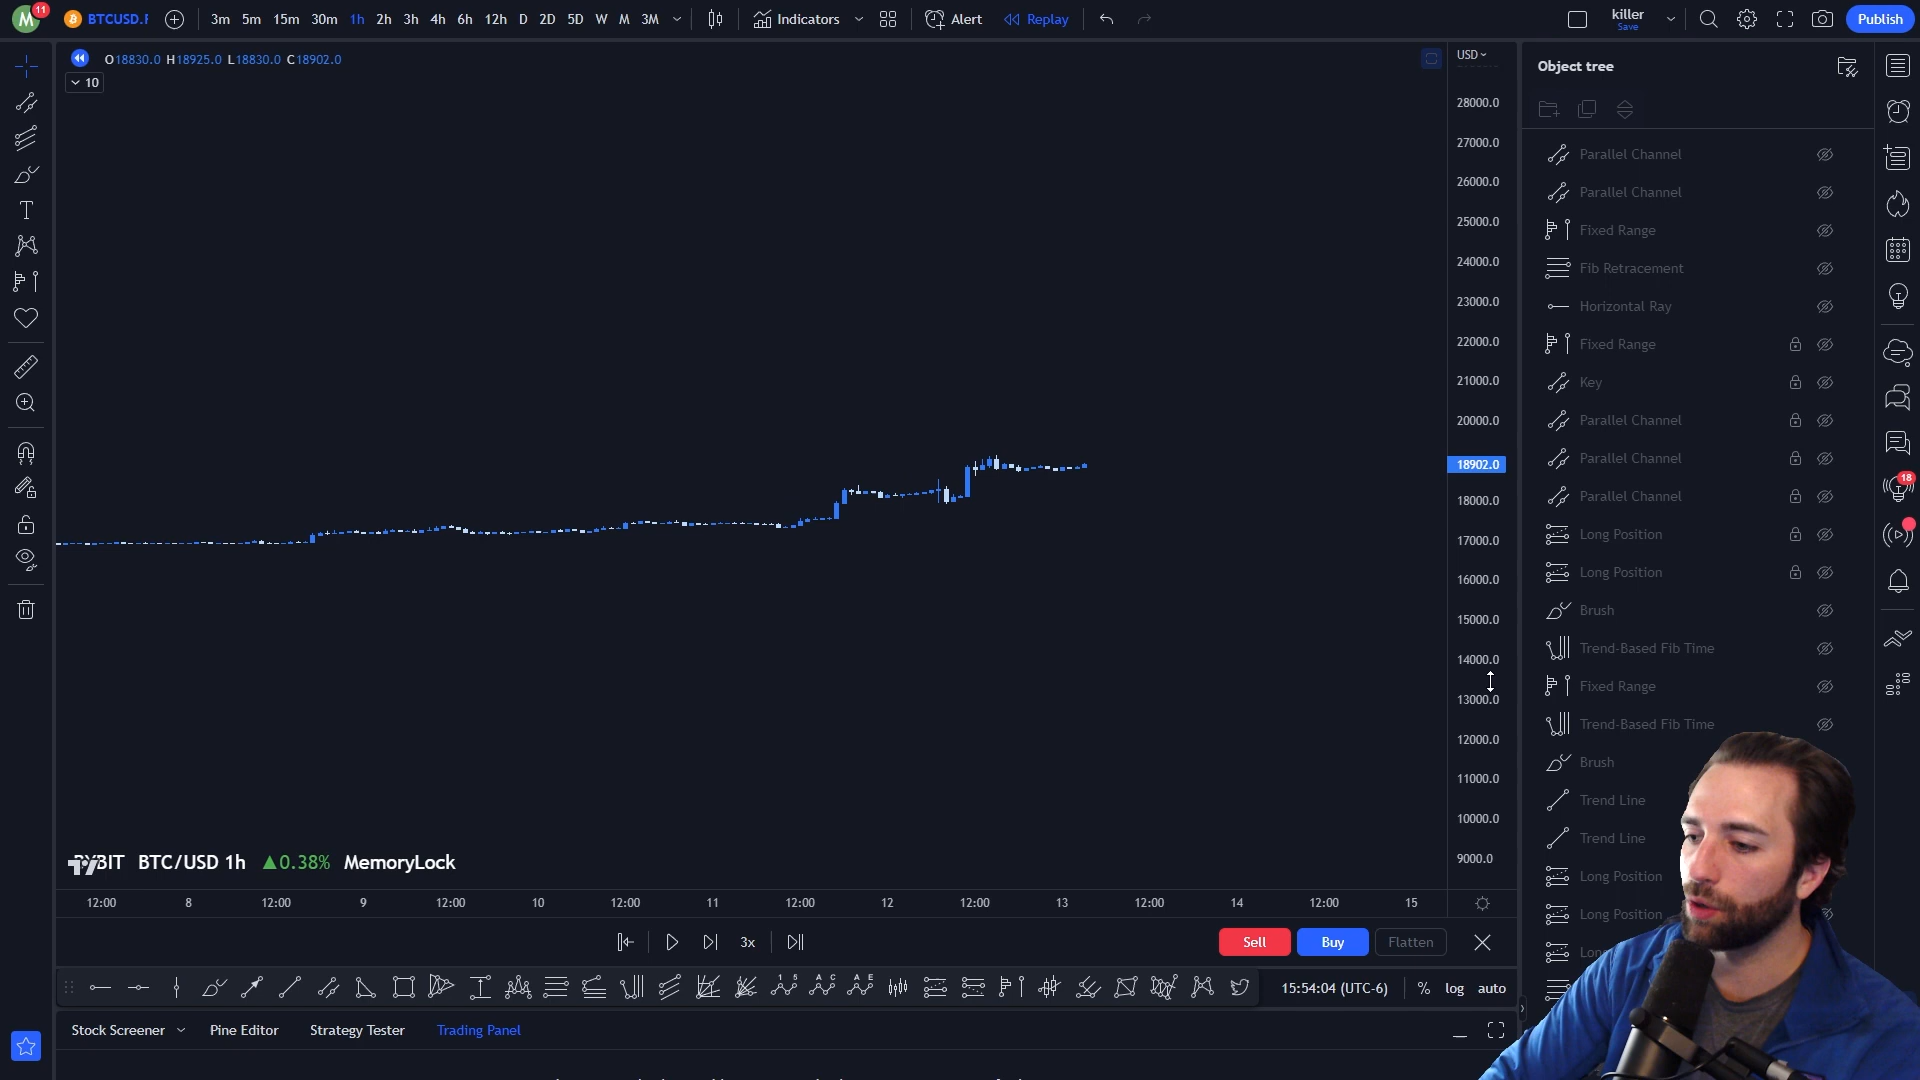 M 11 BTCUSD.P 3m 5m 15m 30m 1h 2h 3h 4h 6h 12h D 2D 5D W M 3M Indicators Alert Replay killer Save Publish
O18830.0 H18925.0 L18830.0 C18902.0
10
USD
28000.0
27000.0
26000.0
25000.0
24000.0
23000.0
22000.0
21000.0
20000.0
18902.0
18000.0
17000.0
16000.0
15000.0
14000.0
13000.0
12000.0
11000.0
10000.0
9000.0
Object tree
Parallel Channel
Parallel Channel
Fixed Range
Fib Retracement
Horizontal Ray
Fixed Range
Key
Parallel Channel
Parallel Channel
Parallel Channel
Long Position
Long Position
Brush
Trend-Based Fib Time
Fixed Range
Trend-Based Fib Time
Brush
Trend Line
Trend Line
Long Position
Long Position
18
BTC/USD 1h ▲0.38% MemoryLock
12:00 8 12:00 9 12:00 10 12:00 11 12:00 12 12:00 13 12:00 14 12:00 15
3x Sell Buy Flatten
15:54:04 (UTC-6) % log auto
Stock Screener Pine Editor Strategy Tester Trading Panel